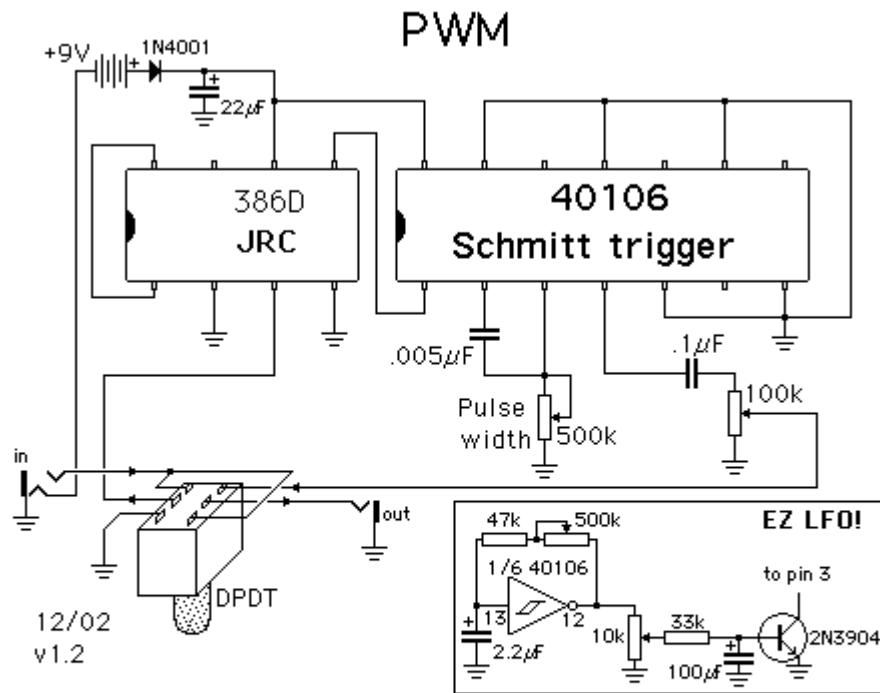 PWM
+9V
1N4001
+
+
22µF
386D
JRC
40106
Schmitt trigger
.005µF
.1µF
Pulse
width
500k
100k
in
out
DPDT
12/02
v1.2
EZ LFO!
47k
500k
1/6 40106
13
12
+
2.2µF
10k
33k
+
100µF
to pin 3
2N3904